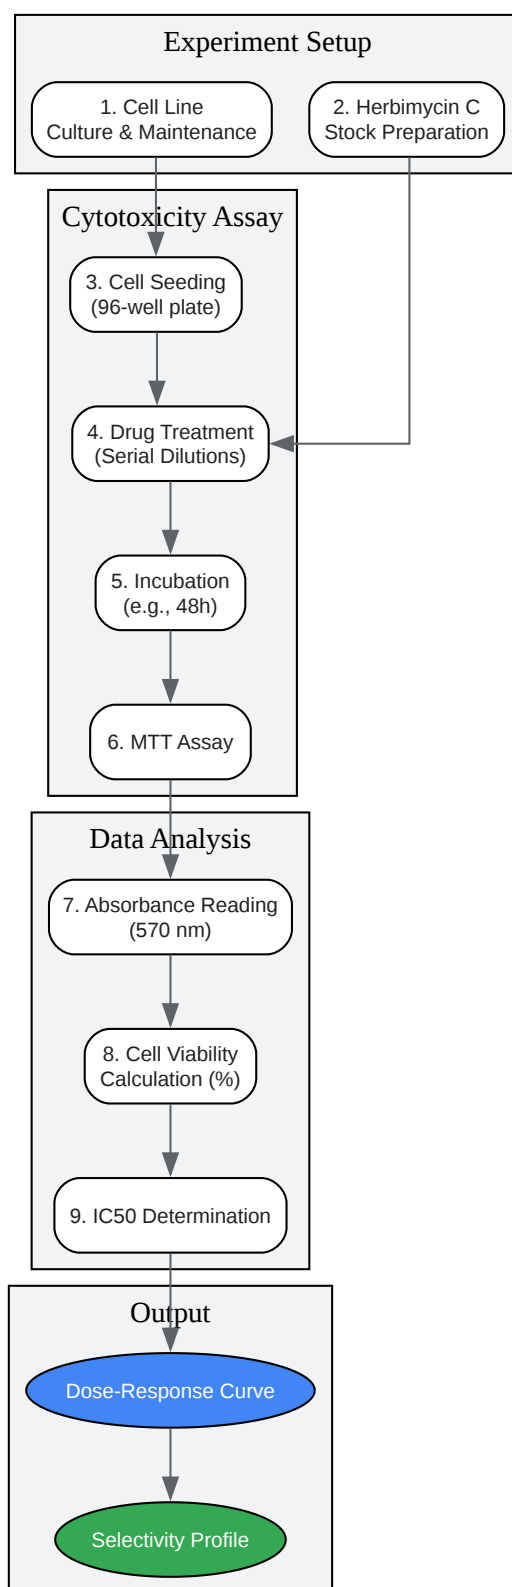 Experiment Setup
1. Cell Line
Culture & Maintenance
2. Herbimycin C
Stock Preparation
Cytotoxicity Assay
3. Cell Seeding
(96-well plate)
4. Drug Treatment
(Serial Dilutions)
5. Incubation
(e.g., 48h)
6. MTT Assay
Data Analysis
7. Absorbance Reading
(570 nm)
8. Cell Viability
Calculation (%)
9. IC50 Determination
Output
Dose-Response Curve
Selectivity Profile